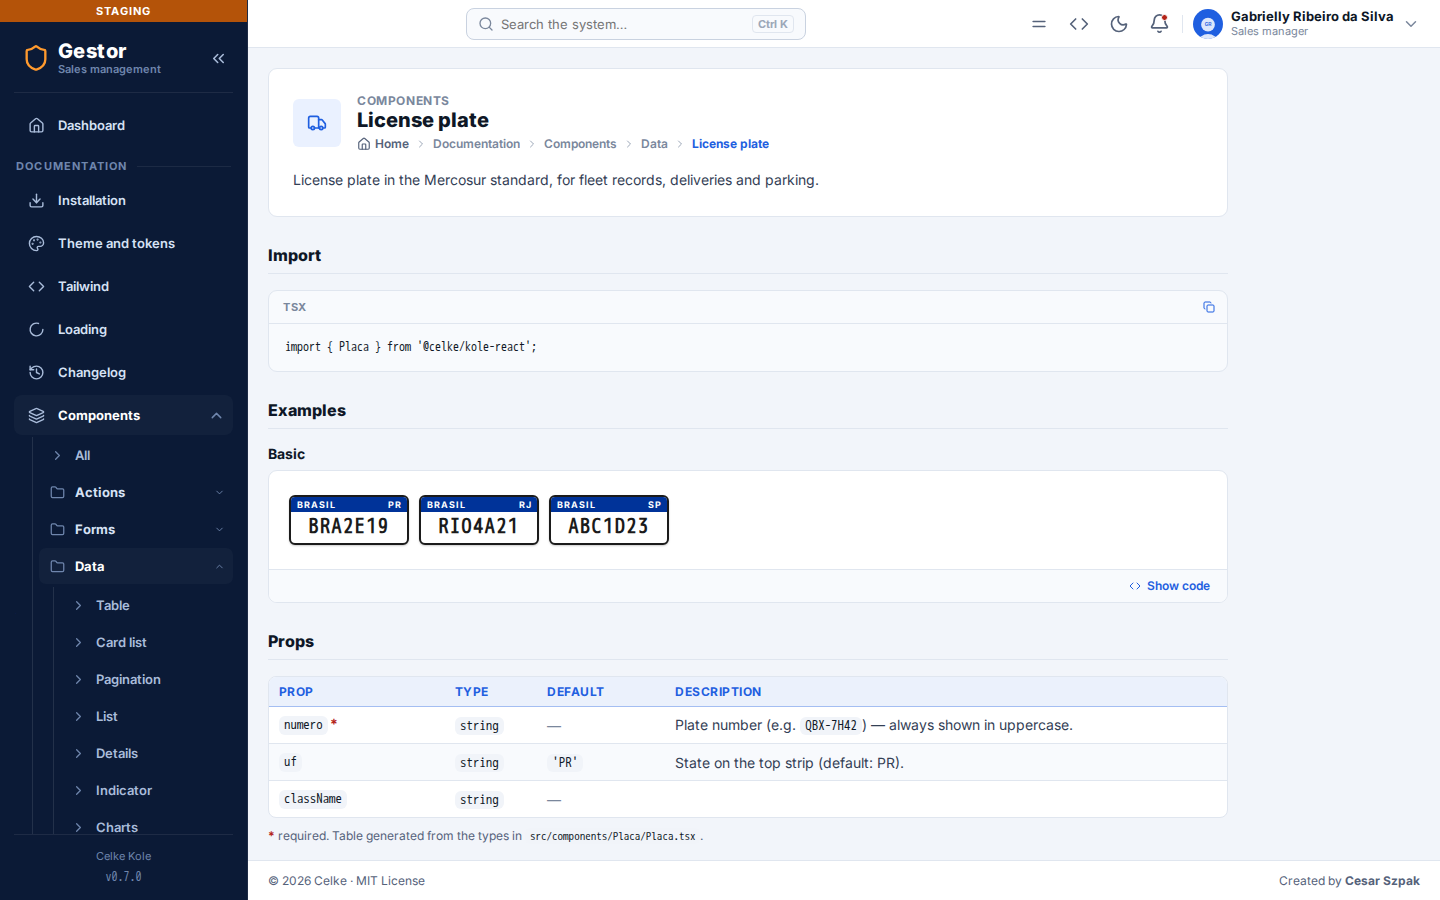 STAGING
Gestor
Sales management
Dashboard
DOCUMENTATION
Installation
Theme and tokens
Tailwind
Loading
Changelog
Components
All
Actions
Forms
Data
Table
Card list
Pagination
List
Details
Indicator
Charts
Celke Kole
v0.7.0
Search the system...
Ctrl K
GR
Gabrielly Ribeiro da Silva
Sales manager
COMPONENTS
License plate
Home
Documentation
Components
Data
License plate
License plate in the Mercosur standard, for fleet records, deliveries and parking.
Import
TSX
import { Placa } from '@celke/kole-react';
Examples
Basic
BRASIL PR
BRA2E19
BRASIL RJ
RIO4A21
BRASIL SP
ABC1D23
Show code
Props
PROP TYPE DEFAULT DESCRIPTION
numero * string — Plate number (e.g. QBX-7H42 ) — always shown in uppercase.
uf string 'PR' State on the top strip (default: PR).
className string —
* required. Table generated from the types in src/components/Placa/Placa.tsx .
© 2026 Celke · MIT License
Created by Cesar Szpak